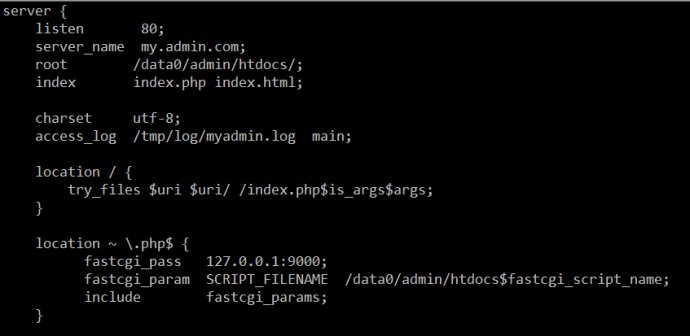 server {
    listen       80;
    server_name  my.admin.com;
    root        /data0/admin/htdocs/;
    index       index.php index.html;
    charset     utf-8;
    access_log  /tmp/log/myadmin.log  main;
    location / {
        try_files $uri $uri/ /index.php$is_args$args;
    }
    location ~ \.php$ {
          fastcgi_pass   127.0.0.1:9000;
          fastcgi_param  SCRIPT_FILENAME  /data0/admin/htdocs$fastcgi_script_name;
          include        fastcgi_params;
    }